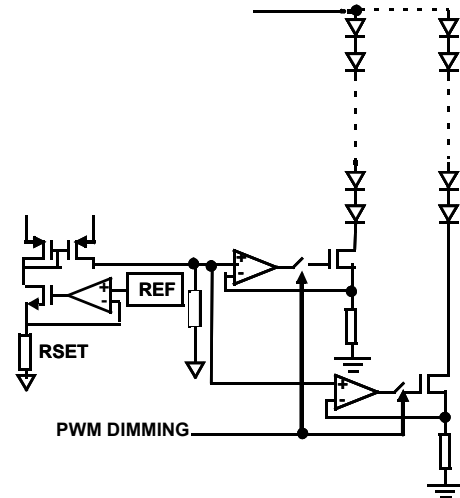 +
-
+
-
REF
RSET
+
-
PWM DIMMING